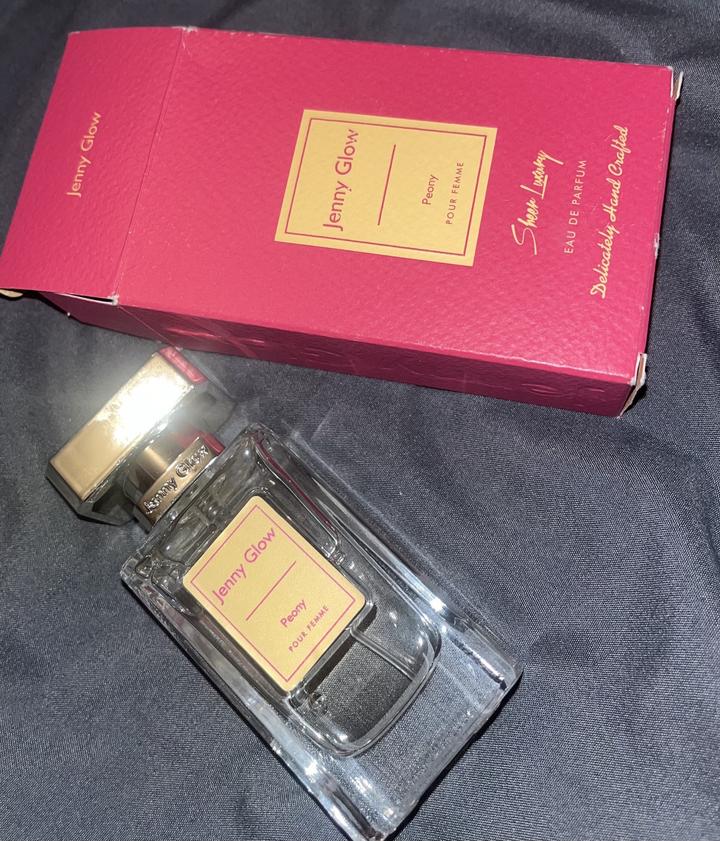 Jenny Glow
Jenny Glow
Peony
POUR FEMME
Sheer Luxury
EAU DE PARFUM
Delicately Hand Crafted
Jenny Glow
Jenny Glow
Peony
POUR FEMME